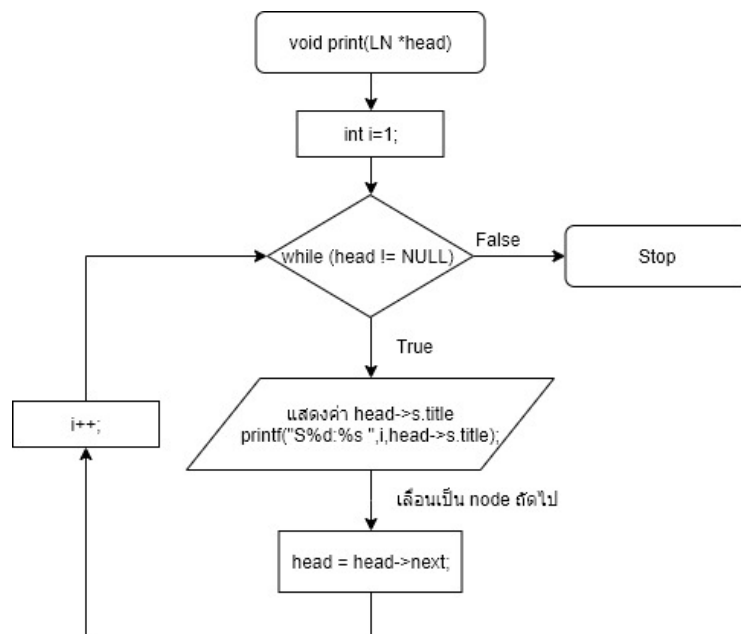 void print(LN *head)
int i=1;
while (head != NULL)
False
Stop
True
แสดงค่า head->s.title
printf("S%d:%s ",i,head->s.title);
i++;
เลื่อนเป็น node ถัดไป
head = head->next;